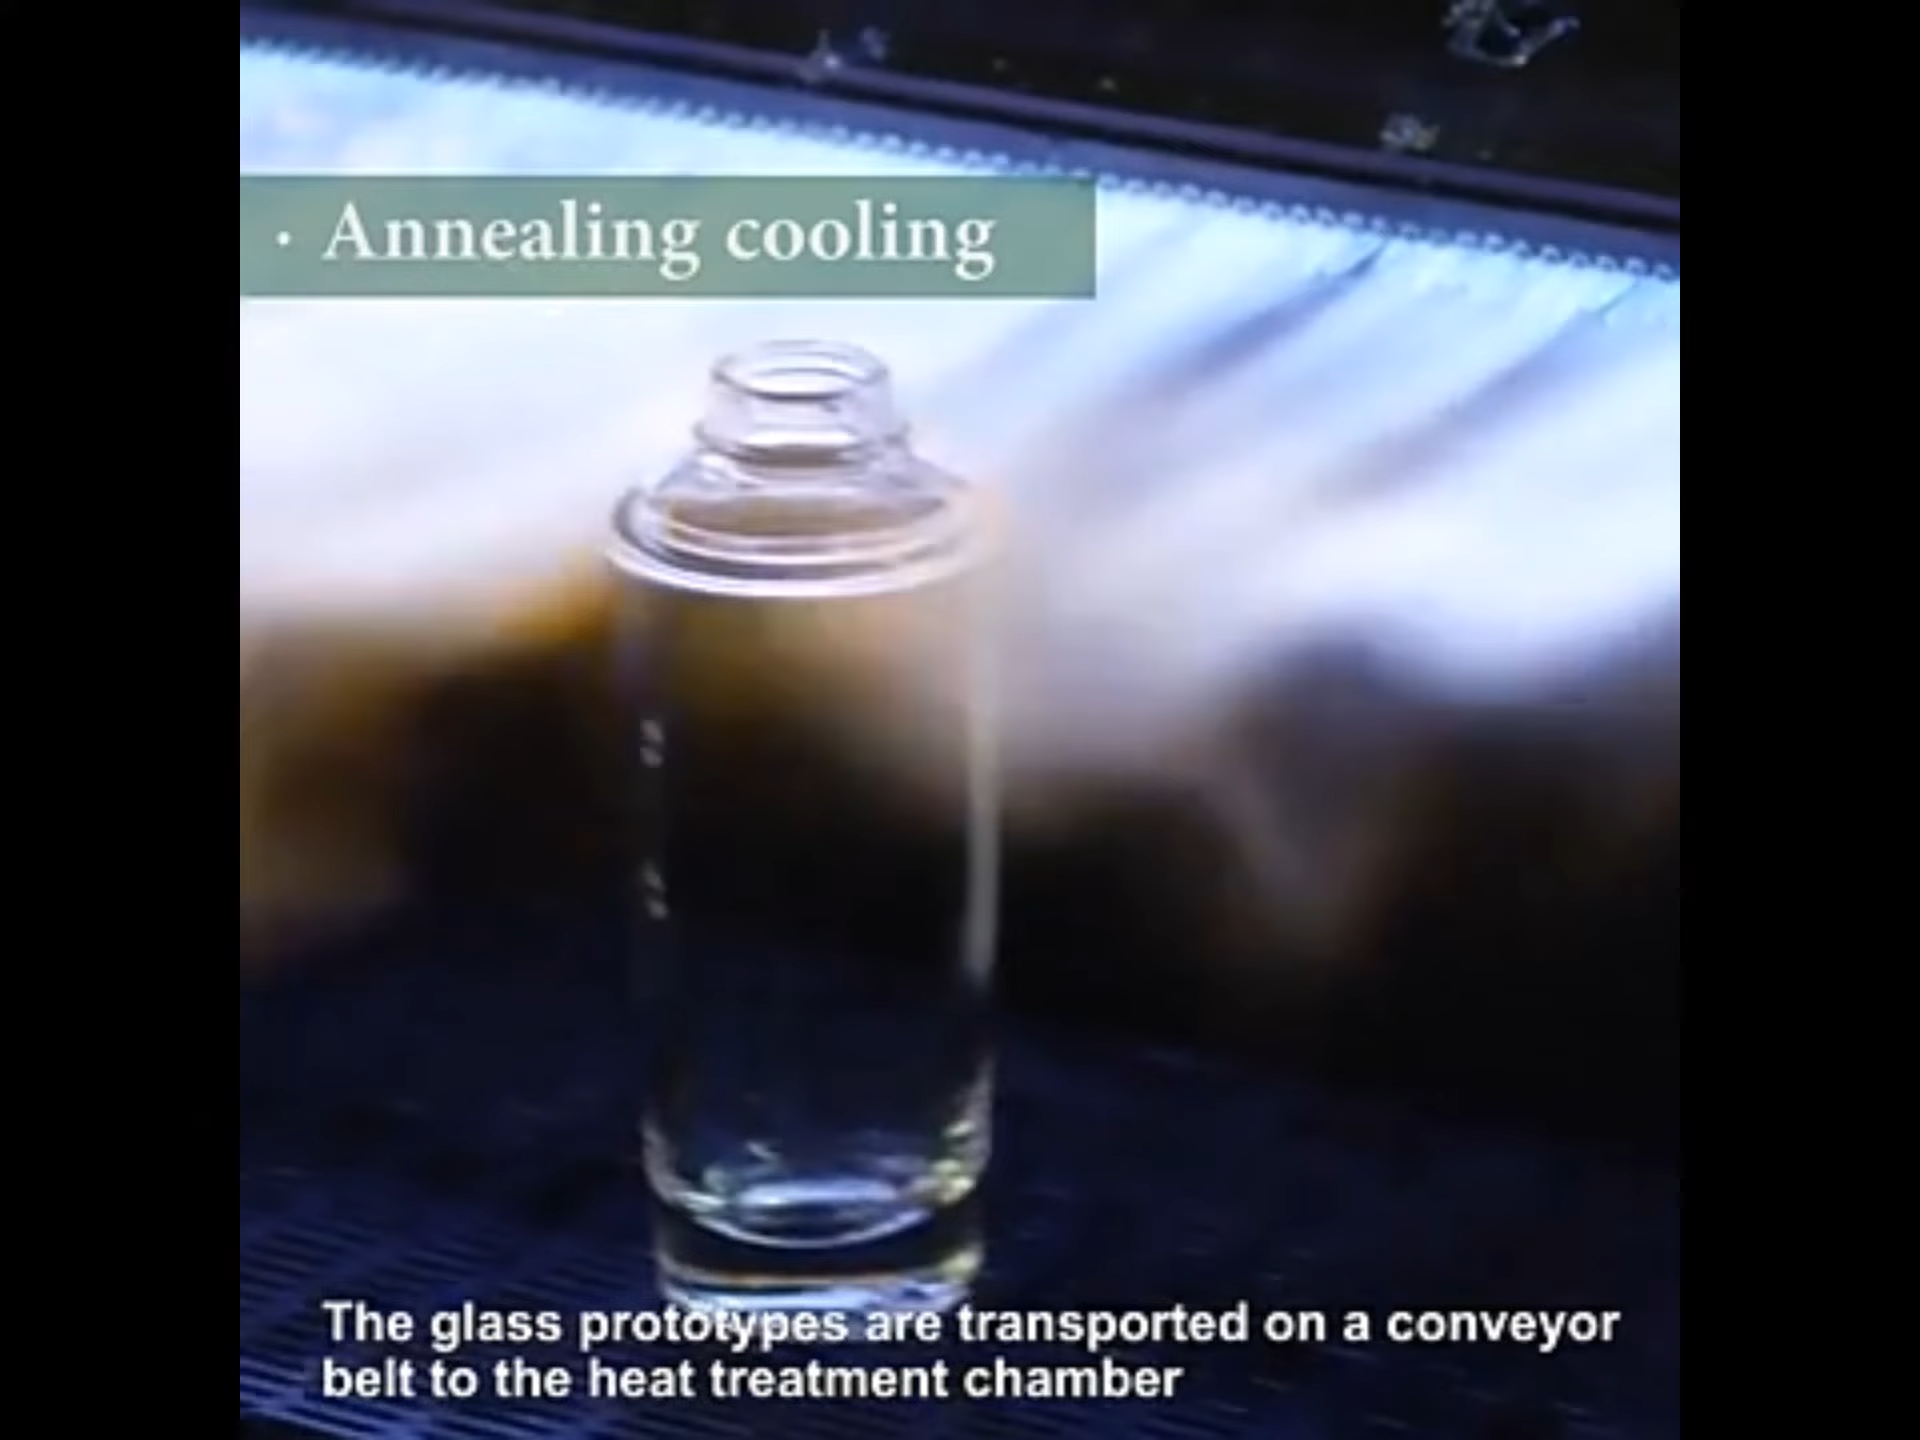 · Annealing cooling
The glass prototypes are transported on a conveyor
belt to the heat treatment chamber